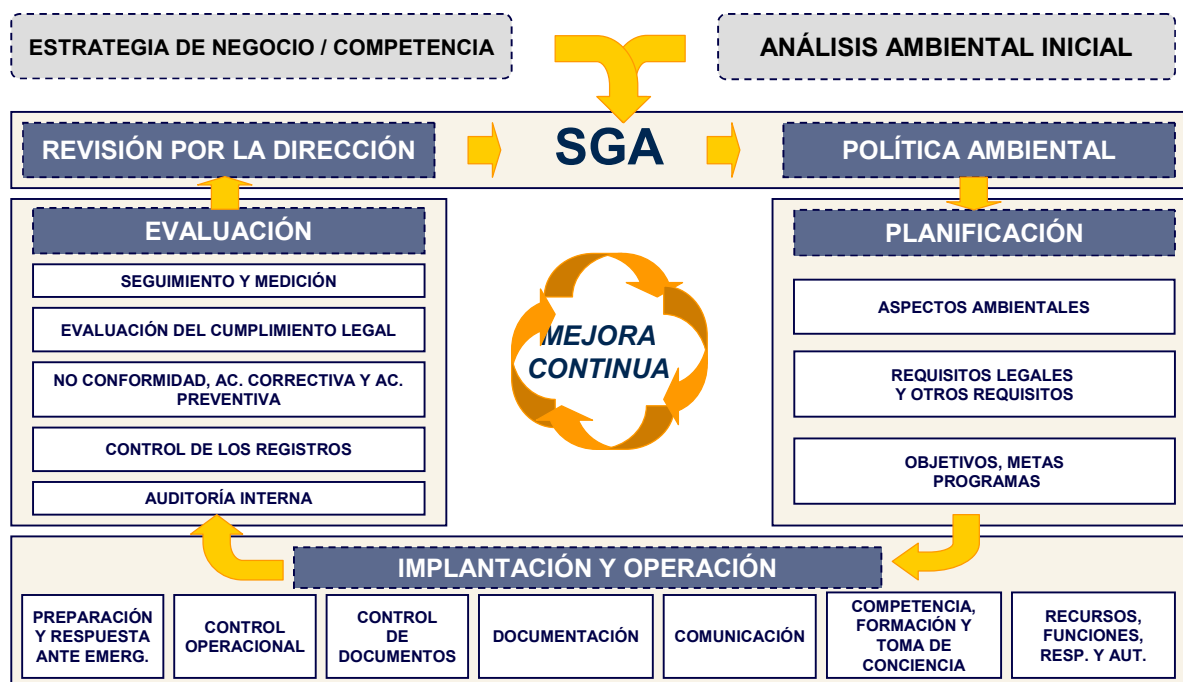 ESTRATEGIA DE NEGOCIO / COMPETENCIA
ANÁLISIS AMBIENTAL INICIAL
REVISIÓN POR LA DIRECCIÓN
SGA
POLÍTICA AMBIENTAL
EVALUACIÓN
SEGUIMIENTO Y MEDICIÓN
EVALUACIÓN DEL CUMPLIMIENTO LEGAL
NO CONFORMIDAD, AC. CORRECTIVA Y AC.
PREVENTIVA
CONTROL DE LOS REGISTROS
AUDITORÍA INTERNA
MEJORA
CONTINUA
PLANIFICACIÓN
ASPECTOS AMBIENTALES
REQUISITOS LEGALES
Y OTROS REQUISITOS
OBJETIVOS, METAS
PROGRAMAS
IMPLANTACIÓN Y OPERACIÓN
PREPARACIÓN
Y RESPUESTA
ANTE EMERG.
CONTROL
OPERACIONAL
CONTROL
DE
DOCUMENTOS
DOCUMENTACIÓN
COMUNICACIÓN
COMPETENCIA,
FORMACIÓN Y
TOMA DE
CONCIENCIA
RECURSOS,
FUNCIONES,
RESP. Y AUT.